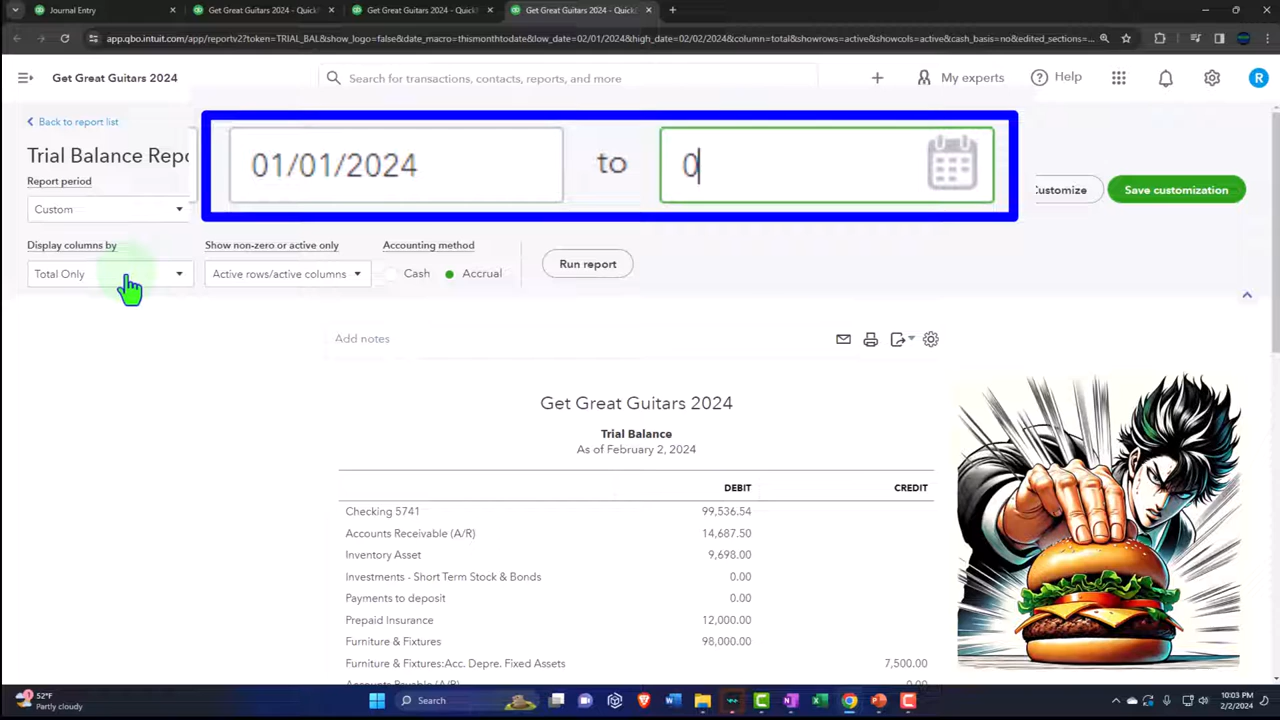 Journal Entry
Get Great Guitars 2024 - Quick
Get Great Guitars 2024 - Quick
Get Great Guitars 2024 - Quick
app.qbo.intuit.com/app/reportv2?token=TRIAL_BAL&show_logo=false&date_macro=thismonthtodate&low_date=02/01/2024&high_date=02/02/2024&column=total&showrows=active&showcols=active&cash_basis=no&edited_sections=...
Get Great Guitars 2024
Search for transactions, contacts, reports, and more
My experts
Help
R
Back to report list
Trial Balance Repo
Report period
Custom
01/01/2024 to 0
Customize
Save customization
Display columns by
Show non-zero or active only
Accounting method
Total Only
Active rows/active columns
Cash
Accrual
Run report
Add notes
Get Great Guitars 2024
Trial Balance
As of February 2, 2024
DEBIT CREDIT
Checking 5741 99,536.54
Accounts Receivable (A/R) 14,687.50
Inventory Asset 9,698.00
Investments - Short Term Stock & Bonds 0.00
Payments to deposit 0.00
Prepaid Insurance 12,000.00
Furniture & Fixtures 98,000.00
Furniture & Fixtures:Acc. Depre. Fixed Assets 7,500.00
Accounts Payable (A/P) 0.00
52°F
Partly cloudy
Search
10:03 PM
2/2/2024